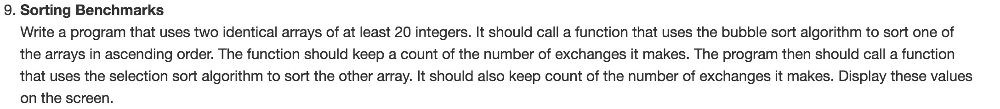 9. Sorting Benchmarks
Write a program that uses two identical arrays of at least 20 integers. It should call a function that uses the bubble sort algorithm to sort one of
the arrays in ascending order. The function should keep a count of the number of exchanges it makes. The program then should call a function
that uses the selection sort algorithm to sort the other array. It should also keep count of the number of exchanges it makes. Display these values
on the screen.